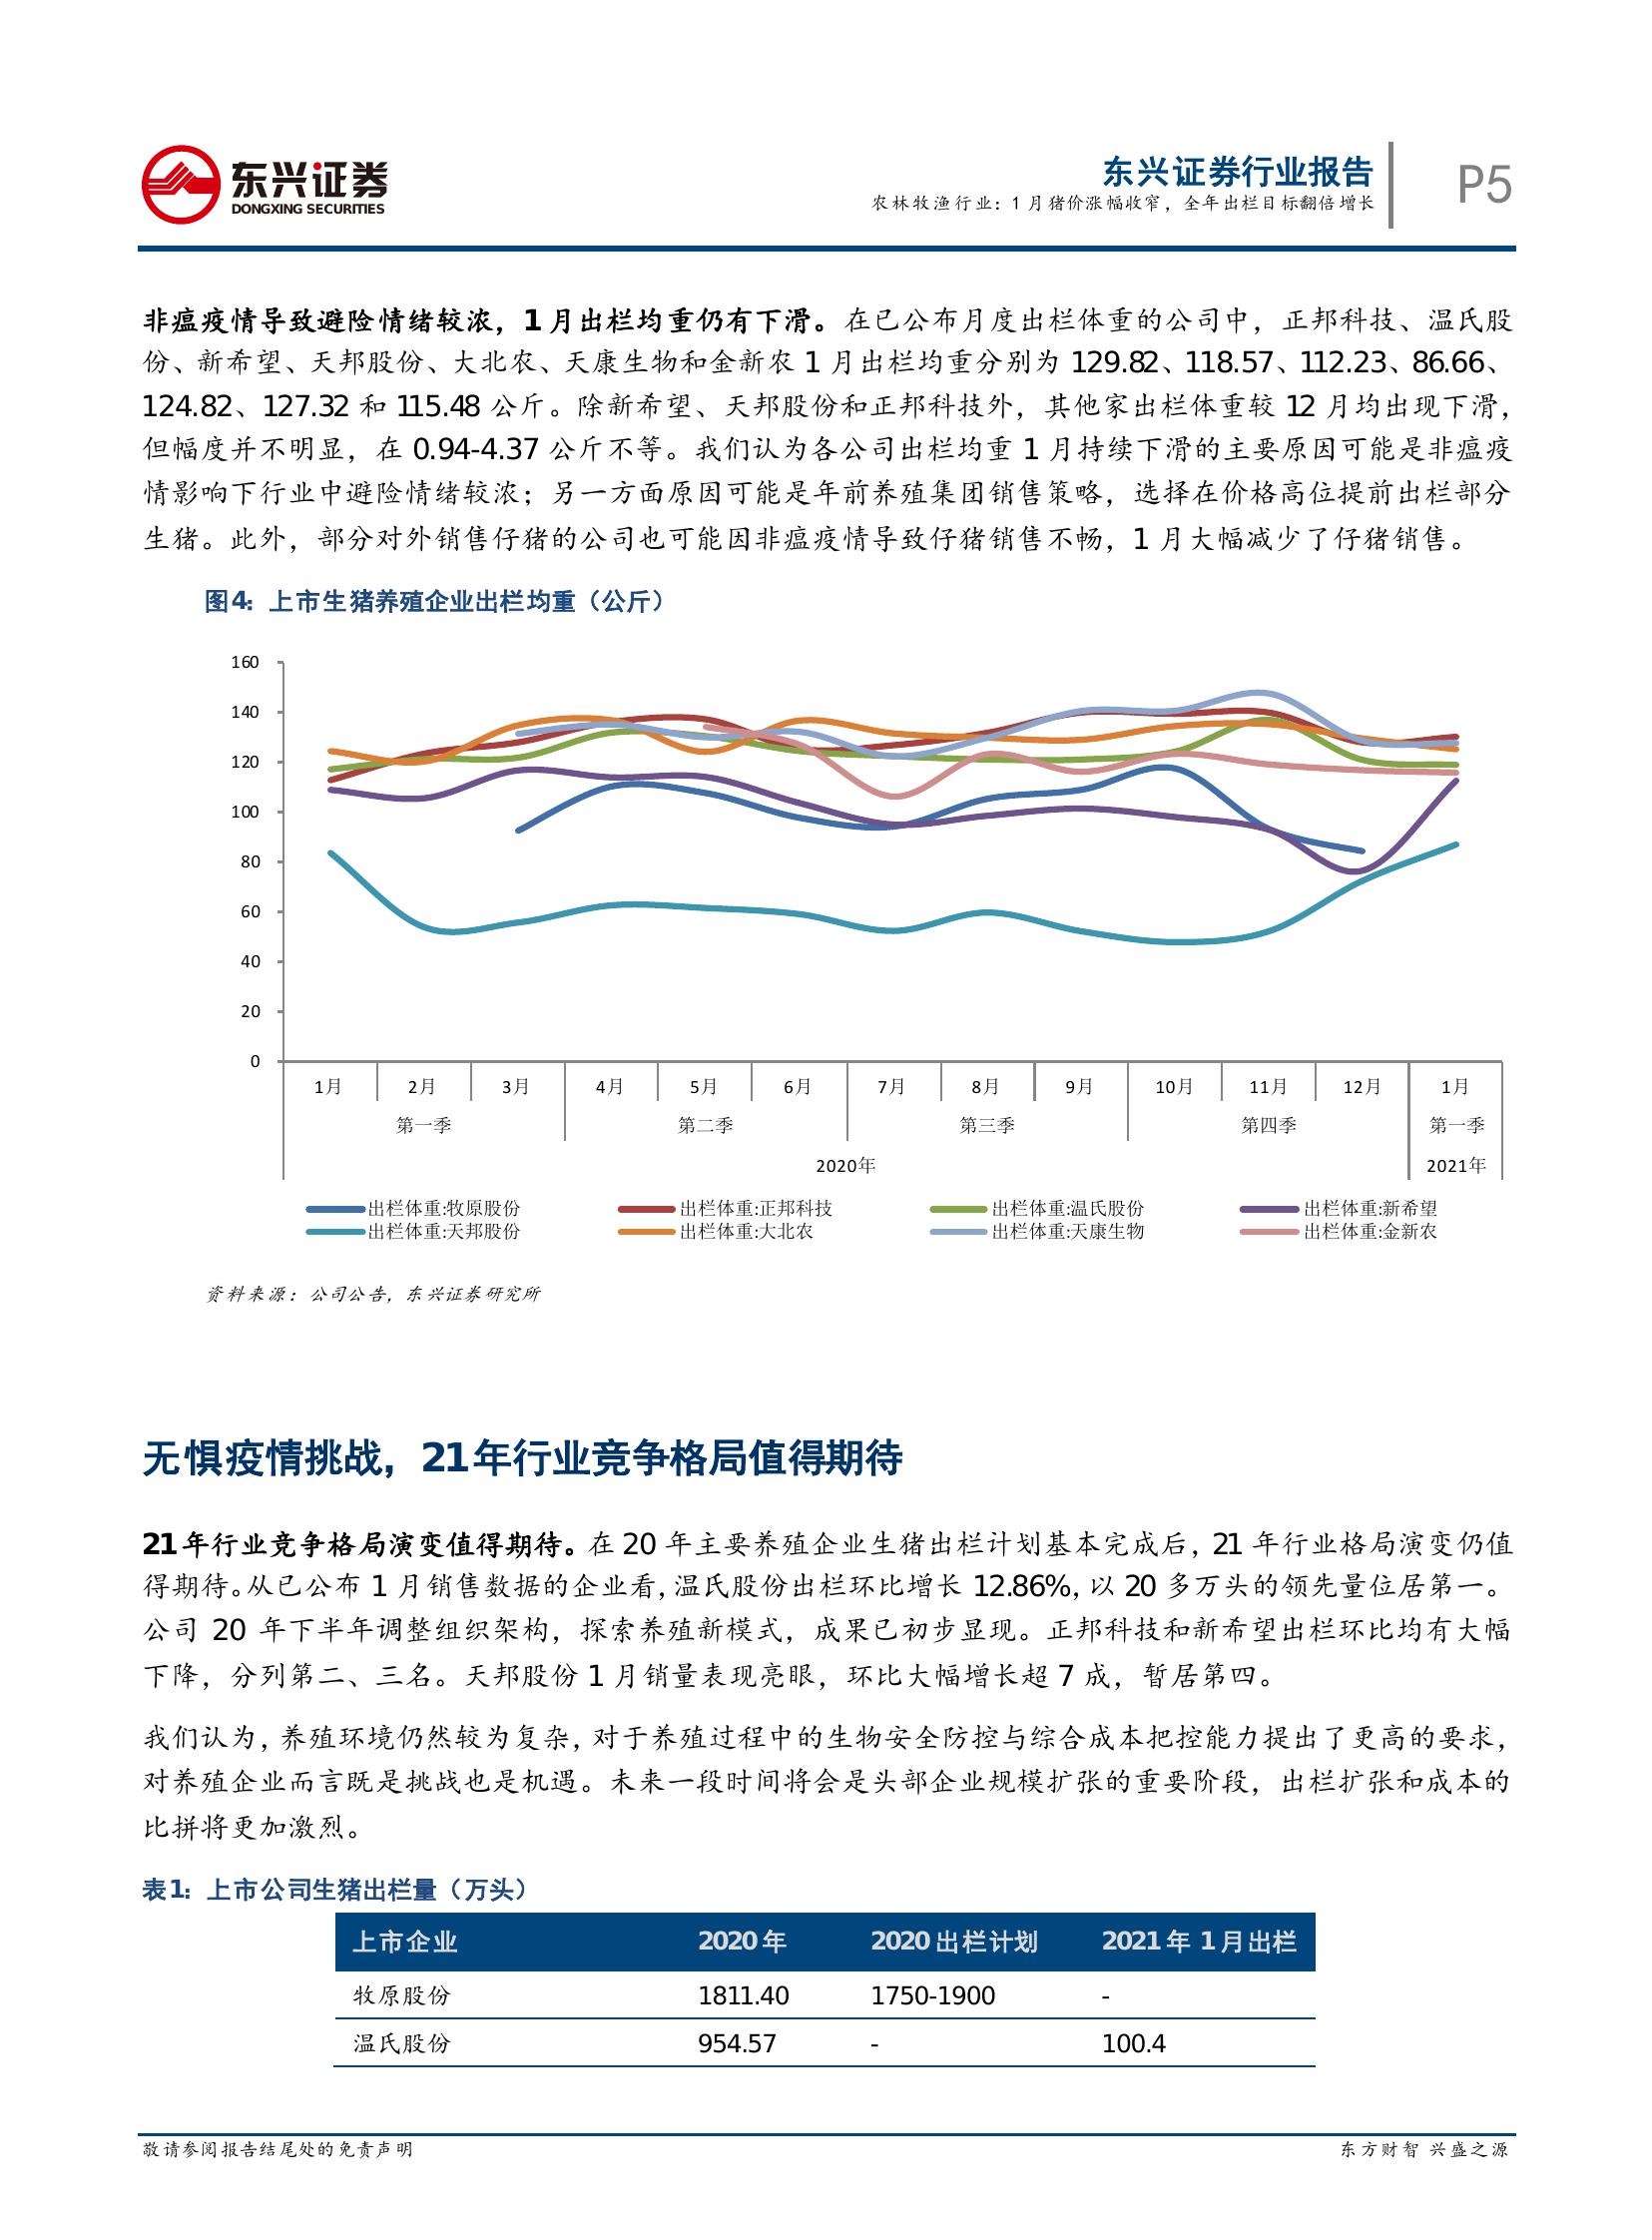 东兴证券
DONGXING SECURITIES
东兴证券行业报告
农林牧渔行业：1 月猪价涨幅收窄，全年出栏目标翻倍增长
P5
非瘟疫情导致避险情绪较浓，1 月出栏均重仍有下滑。在已公布月度出栏体重的公司中，正邦科技、温氏股
份、新希望、天邦股份、大北农、天康生物和金新农 1 月出栏均重分别为 129.82、118.57、112.23、86.66、
124.82、127.32 和 115.48 公斤。除新希望、天邦股份和正邦科技外，其他家出栏体重较 12 月均出现下滑，
但幅度并不明显，在 0.94-4.37 公斤不等。我们认为各公司出栏均重 1 月持续下滑的主要原因可能是非瘟疫
情影响下行业中避险情绪较浓；另一方面原因可能是年前养殖集团销售策略，选择在价格高位提前出栏部分
生猪。此外，部分对外销售仔猪的公司也可能因非瘟疫情导致仔猪销售不畅，1 月大幅减少了仔猪销售。
图4：上市生猪养殖企业出栏均重（公斤）
160
140
120
100
80
60
40
20
0
1月 2月 3月 4月 5月 6月 7月 8月 9月 10月 11月 12月 1月
第一季 第二季 第三季 第四季 第一季
2020年 2021年
出栏体重:牧原股份 出栏体重:正邦科技 出栏体重:温氏股份 出栏体重:新希望
出栏体重:天邦股份 出栏体重:大北农 出栏体重:天康生物 出栏体重:金新农
资料来源：公司公告，东兴证券研究所
无惧疫情挑战，21年行业竞争格局值得期待
21年行业竞争格局演变值得期待。在 20 年主要养殖企业生猪出栏计划基本完成后，21 年行业格局演变仍值
得期待。从已公布 1 月销售数据的企业看，温氏股份出栏环比增长 12.86%，以 20 多万头的领先量位居第一。
公司 20 年下半年调整组织架构，探索养殖新模式，成果已初步显现。正邦科技和新希望出栏环比均有大幅
下降，分列第二、三名。天邦股份 1 月销量表现亮眼，环比大幅增长超 7 成，暂居第四。
我们认为，养殖环境仍然较为复杂，对于养殖过程中的生物安全防控与综合成本把控能力提出了更高的要求，
对养殖企业而言既是挑战也是机遇。未来一段时间将会是头部企业规模扩张的重要阶段，出栏扩张和成本的
比拼将更加激烈。
表1：上市公司生猪出栏量（万头）
上市企业 2020年 2020出栏计划 2021年 1月出栏
牧原股份 1811.40 1750-1900 -
温氏股份 954.57 - 100.4
敬请参阅报告结尾处的免责声明
东方财智 兴盛之源